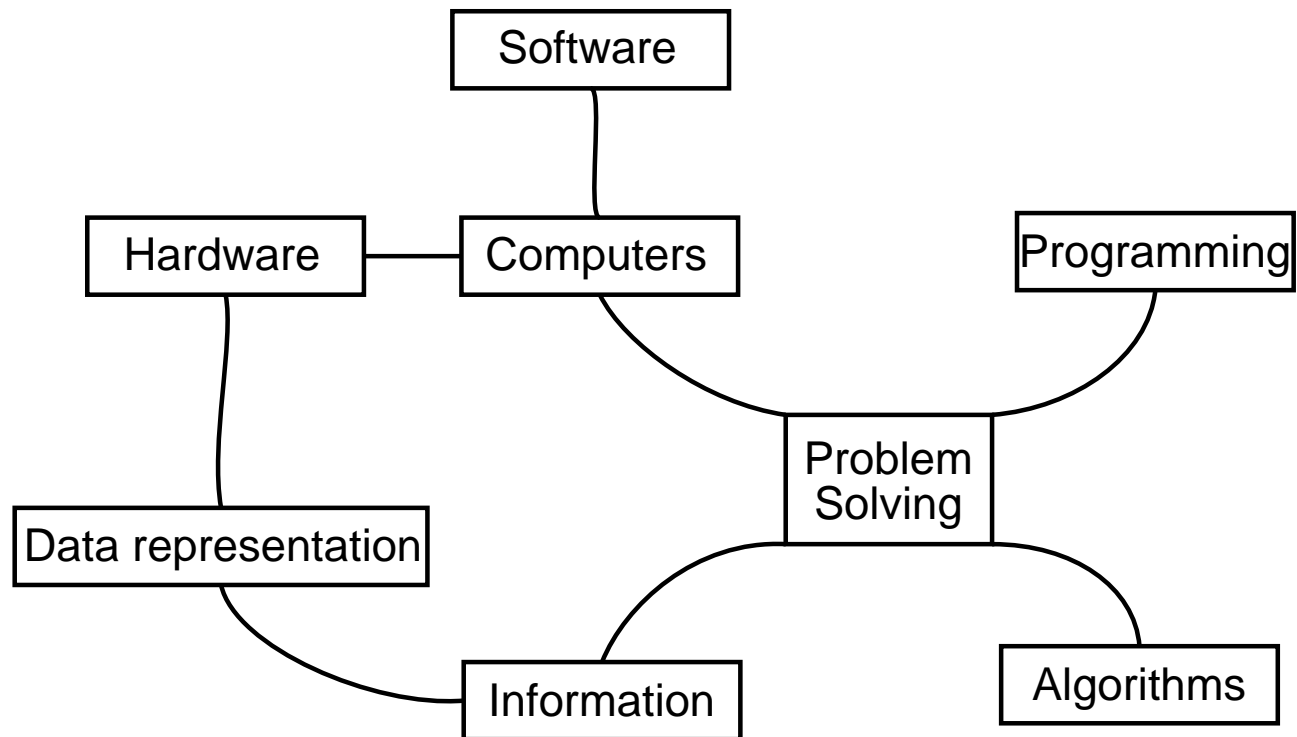 Software
Hardware
Computers
Programming
Problem
Solving
Data representation
Information
Algorithms